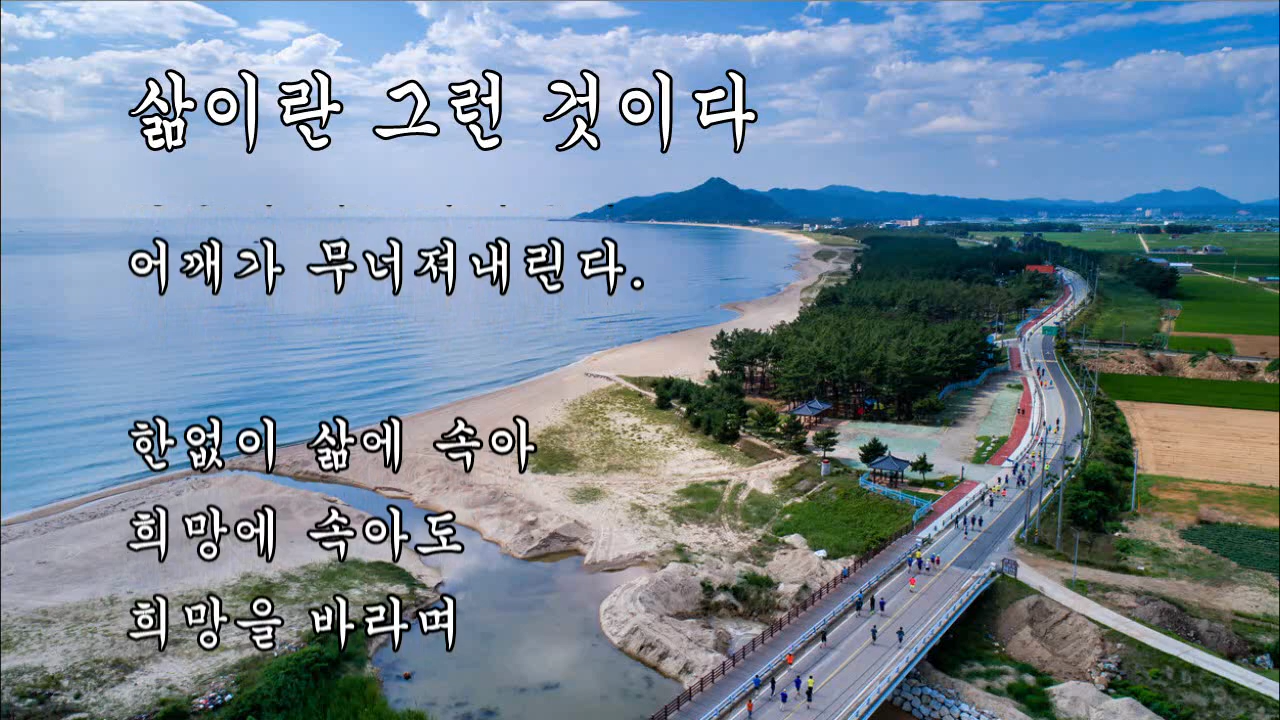 삶이란 그런 것이다
어깨가 무너져내린다.
한없이 삶에 속아
희망에 속아도
희망을 바라며